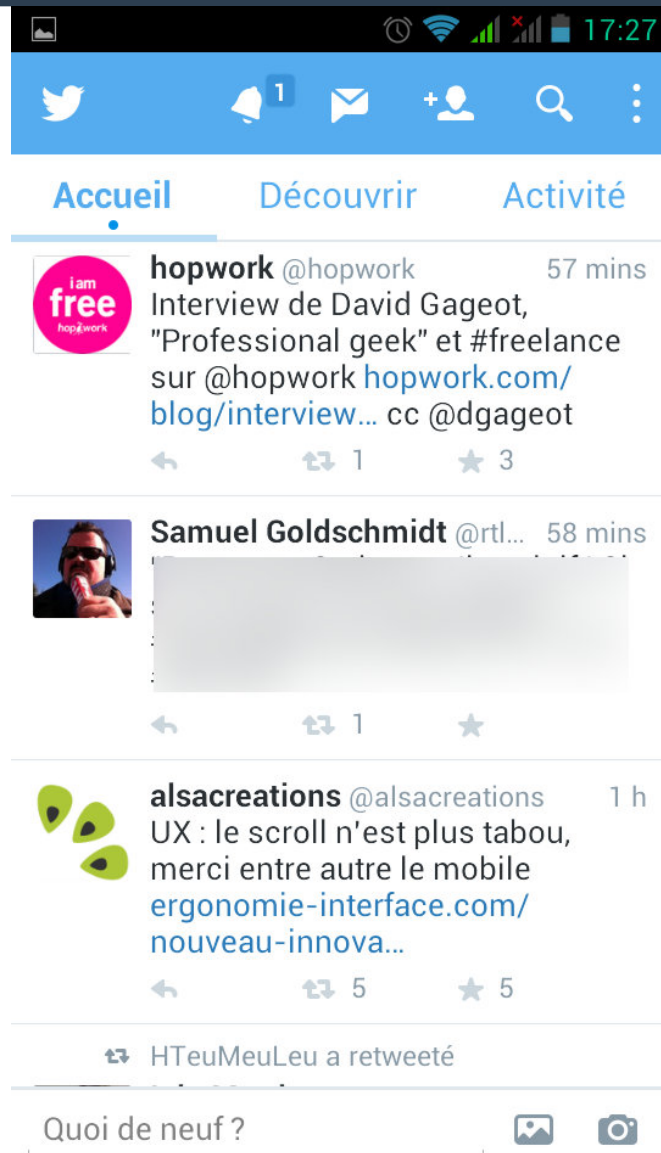 17:27
1
Accueil Découvrir Activité
i am
free
hopwork
hopwork @hopwork 57 mins
Interview de David Gageot,
"Professional geek" et #freelance
sur @hopwork hopwork.com/
blog/interview... cc @dgageot
1 3
Samuel Goldschmidt @rtl... 58 mins
1
alsacreations @alsacreations 1 h
UX : le scroll n'est plus tabou,
merci entre autre le mobile
ergonomie-interface.com/
nouveau-innova...
5 5
HTeuMeuLeu a retweeté
Quoi de neuf ?